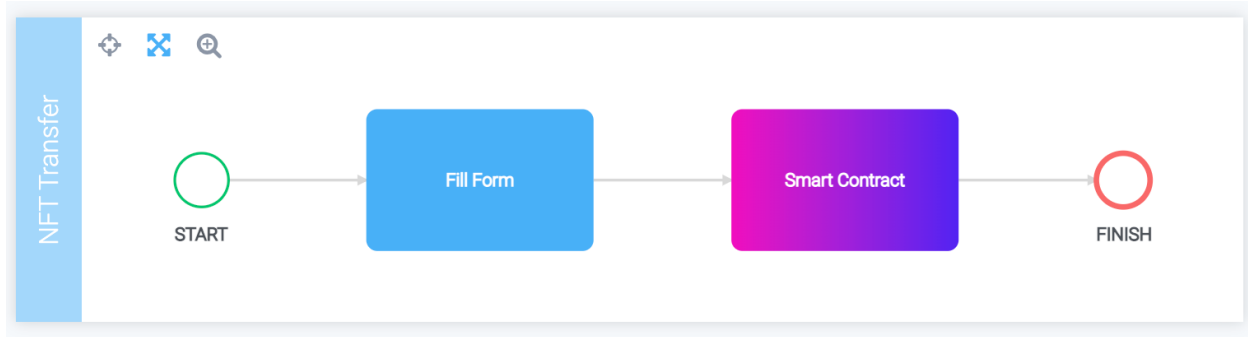 NFT Transfer
START
Fill Form
Smart Contract
FINISH